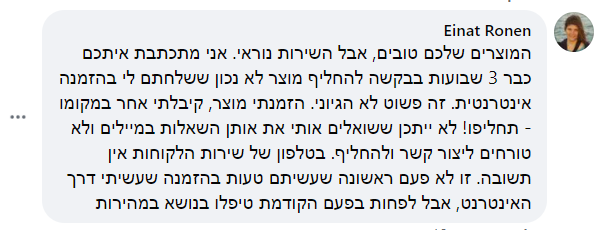 Einat Ronen
המוצרים שלכם טובים, אבל השירות נוראי. אני מתכתבת איתכם
כבר 3 שבועות בבקשה להחליף מוצר לא נכון ששלחתם לי בהזמנה
אינטרנטית. זה פשוט לא הגיוני. הזמנתי מוצר, קיבלתי אחר במקומו
- תחליפו! לא ייתכן ששואלים אותי את אותן השאלות במיילים ולא
טורחים ליצור קשר ולהחליף. בטלפון של שירות הלקוחות אין
תשובה. זו לא פעם ראשונה שעשיתם טעות בהזמנה שעשיתי דרך
האינטרנט, אבל לפחות בפעם הקודמת טיפלו בנושא במהירות